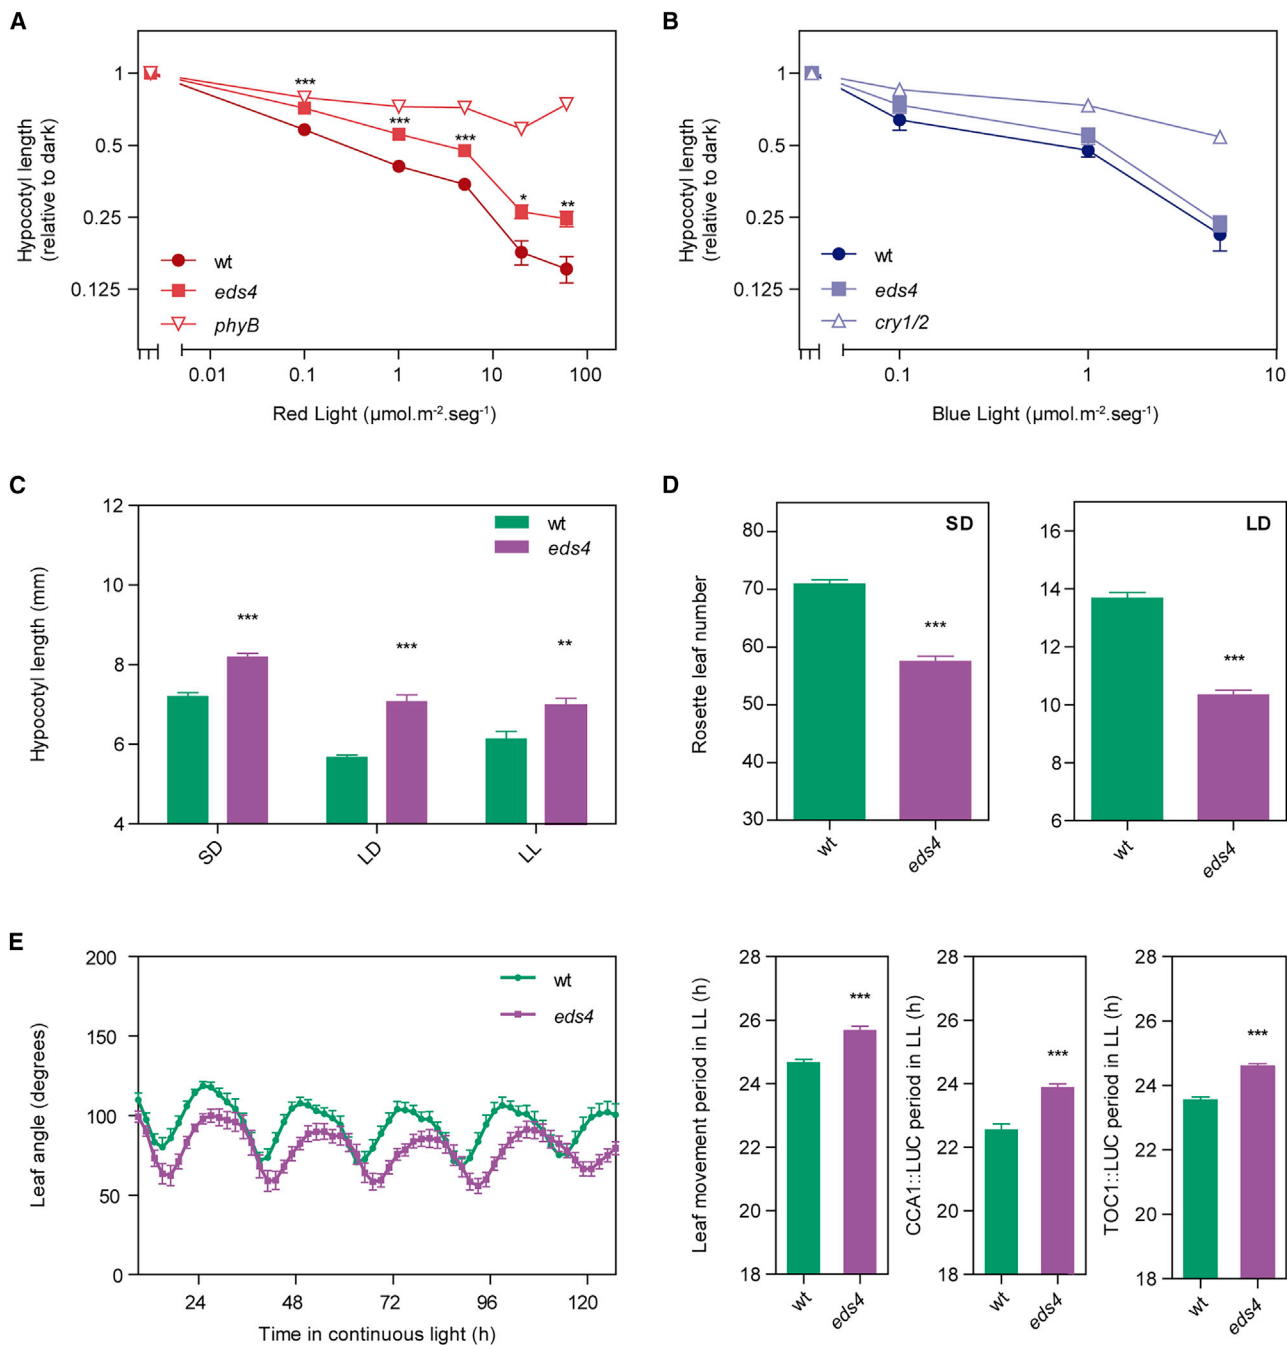 A
Hypocotyl length
(relative to dark)
1
0.5
0.25
0.125
***
***
***
*
**
wt
eds4
phyB
0.01
0.1
1
10
100
Red Light (µmol.m-2.seg-1)
B
Hypocotyl length
(relative to dark)
1
0.5
0.25
0.125
wt
eds4
cry1/2
0.1
1
10
Blue Light (µmol.m-2.seg-1)
C
Hypocotyl length (mm)
12
10
8
6
4
wt
eds4
***
***
**
SD
LD
LL
D
Rosette leaf number
80
70
60
50
40
30
SD
***
wt
eds4
16
14
12
10
8
6
LD
***
wt
eds4
E
Leaf angle (degrees)
200
150
100
50
0
wt
eds4
24
48
72
96
120
Time in continuous light (h)
Leaf movement period in LL (h)
28
26
24
22
20
18
***
wt
eds4
CCA1::LUC period in LL (h)
28
26
24
22
20
18
***
wt
eds4
TOC1::LUC period in LL (h)
28
26
24
22
20
18
***
wt
eds4